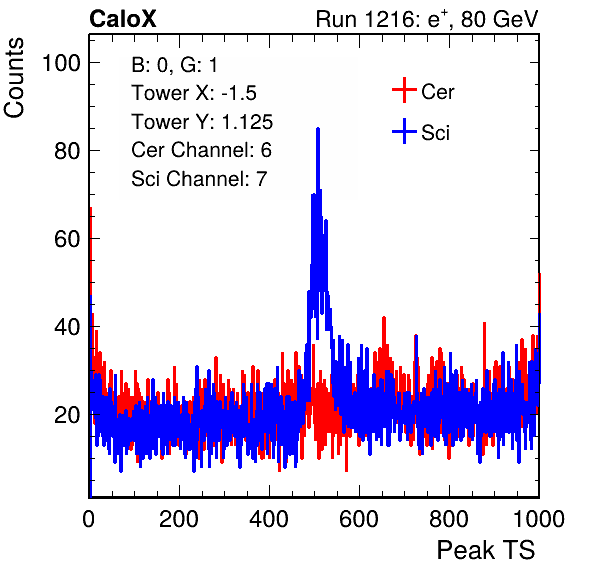 CaloX Run 1216: e⁺, 80 GeV
Counts
B: 0, G: 1
Tower X: -1.5
Tower Y: 1.125
Cer Channel: 6
Sci Channel: 7
Cer
Sci
100
80
60
40
20
0 200 400 600 800 1000
Peak TS